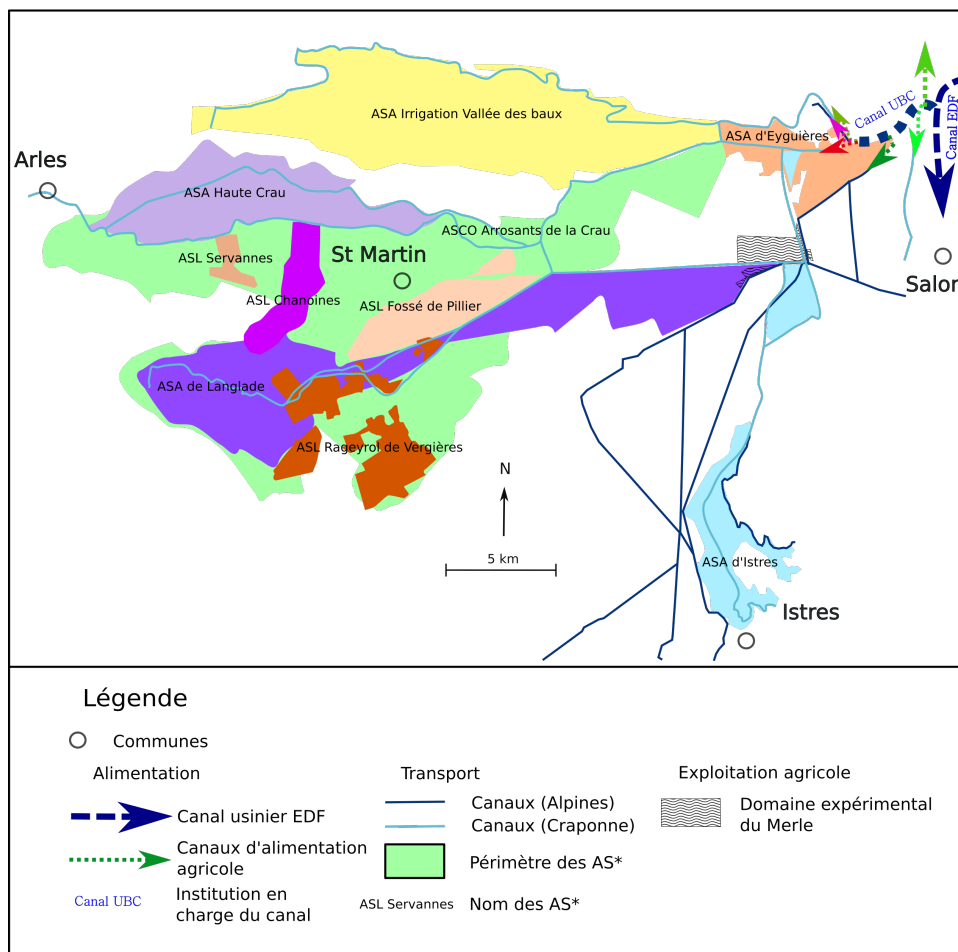 ASA Irrigation Vallée des baux
Canal UBC
Canal EDF
ASA d'Eyguières
Arles
ASA Haute Crau
ASCO Arrosants de la Crau
ASL Servannes
St Martin
Salon
ASL Chanoines
ASL Fossé de Pillier
ASA de Langlade
ASL Rageyrol de Vergières
N
5 km
ASA d'Istres
Istres
Légende
Communes
Alimentation
Transport
Exploitation agricole
Canal usinier EDF
Canaux (Alpines)
Canaux (Craponne)
Domaine expérimental
du Merle
Canaux d'alimentation
agricole
Périmètre des AS*
Canal UBC
Institution en
charge du canal
ASL Servannes
Nom des AS*